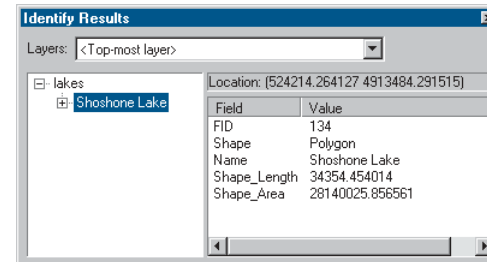 Identify Results
Layers: <Top-most layer>
lakes
Shoshone Lake
Location: (524214.264127 4913484.291515)
Field Value
FID 134
Shape Polygon
Name Shoshone Lake
Shape_Length 34354.454014
Shape_Area 28140025.856561